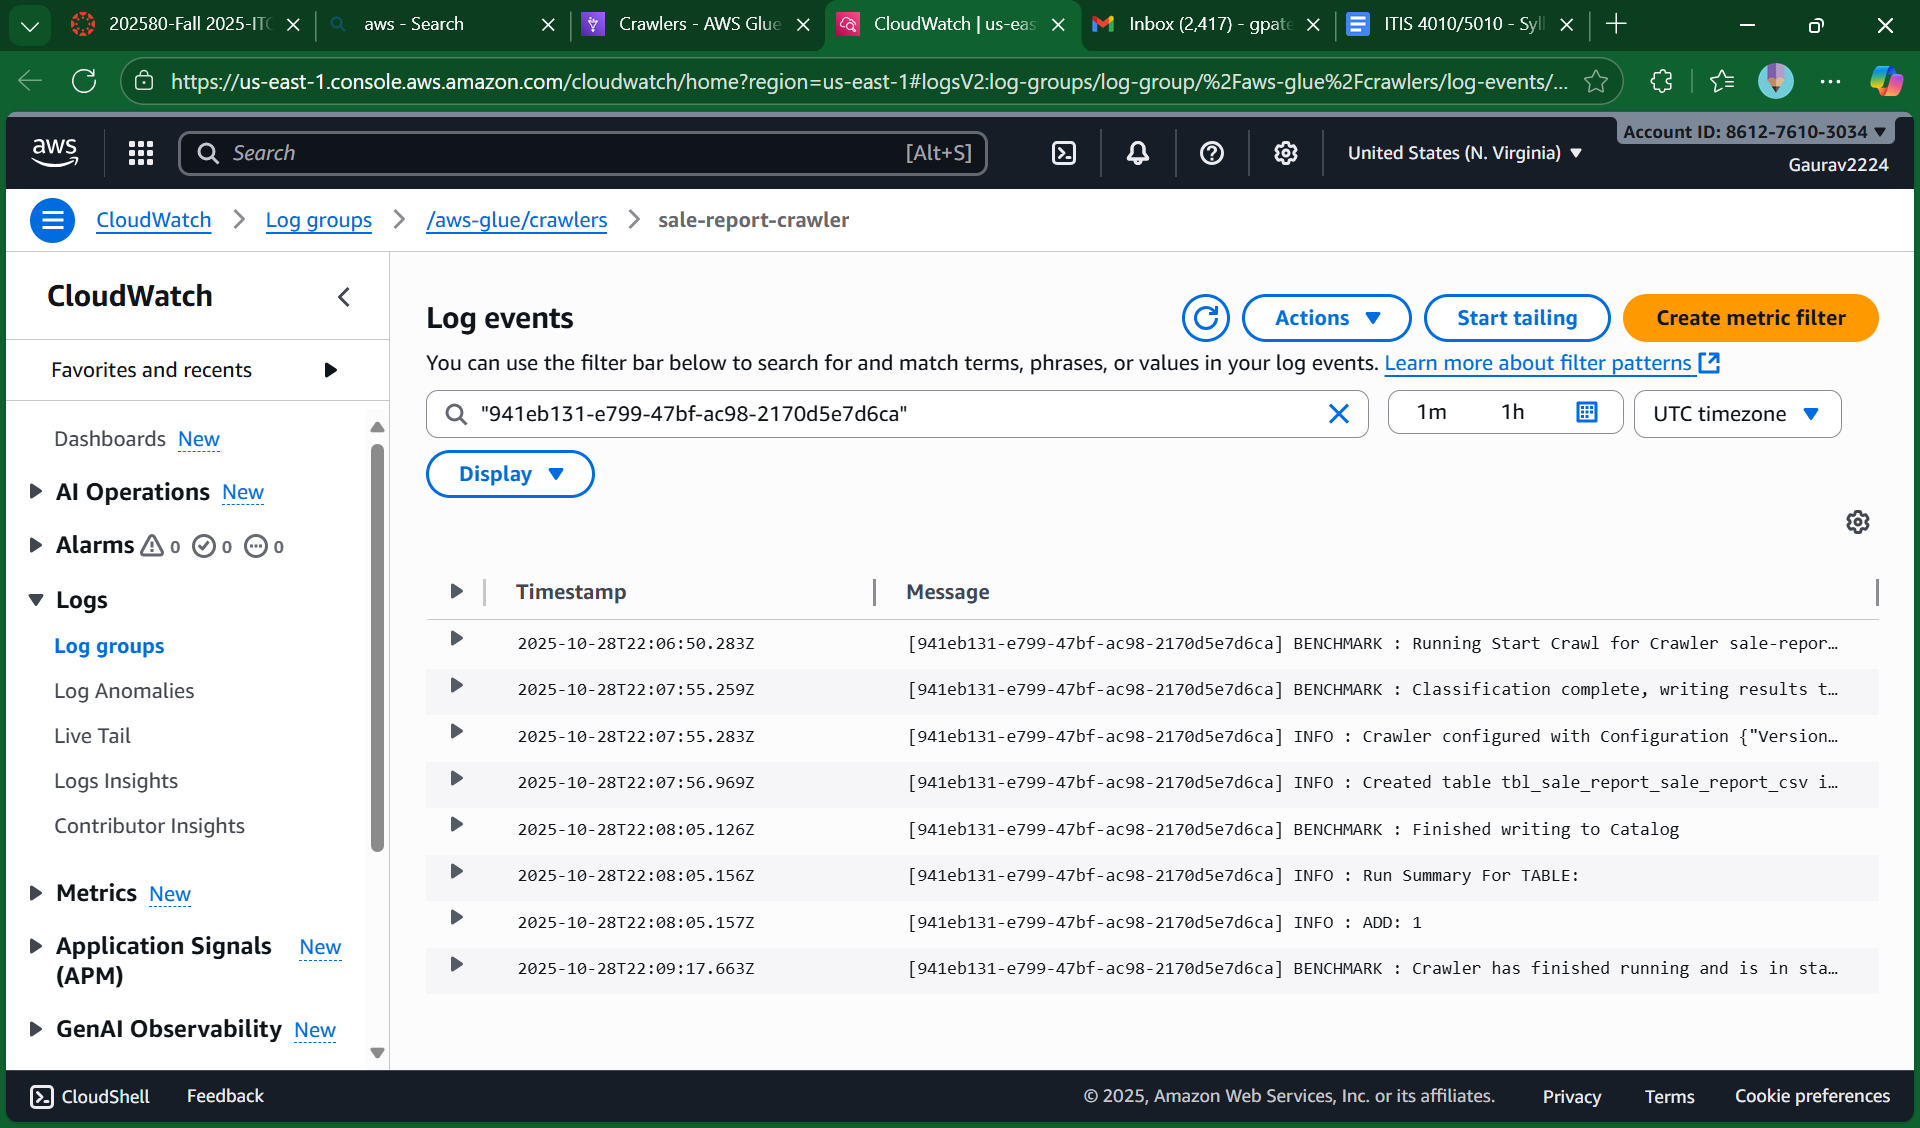 202580-Fall 2025-ITC
aws - Search
Crawlers - AWS Glue
CloudWatch | us-eas
Inbox (2,417) - gpate
ITIS 4010/5010 - Syll
https://us-east-1.console.aws.amazon.com/cloudwatch/home?region=us-east-1#logsV2:log-groups/log-group/%2Faws-glue%2Fcrawlers/log-events/...
aws
Search
[Alt+S]
United States (N. Virginia)
Account ID: 8612-7610-3034
Gaurav2224
CloudWatch
Log groups
/aws-glue/crawlers
sale-report-crawler
CloudWatch
Favorites and recents
Dashboards New
AI Operations New
Alarms 0 0 0
Logs
Log groups
Log Anomalies
Live Tail
Logs Insights
Contributor Insights
Metrics New
Application Signals (APM) New
GenAI Observability New
Log events
Actions
Start tailing
Create metric filter
You can use the filter bar below to search for and match terms, phrases, or values in your log events. Learn more about filter patterns
"941eb131-e799-47bf-ac98-2170d5e7d6ca"
1m
1h
UTC timezone
Display
Timestamp Message
2025-10-28T22:06:50.283Z [941eb131-e799-47bf-ac98-2170d5e7d6ca] BENCHMARK : Running Start Crawl for Crawler sale-repor…
2025-10-28T22:07:55.259Z [941eb131-e799-47bf-ac98-2170d5e7d6ca] BENCHMARK : Classification complete, writing results t…
2025-10-28T22:07:55.283Z [941eb131-e799-47bf-ac98-2170d5e7d6ca] INFO : Crawler configured with Configuration {"Version…
2025-10-28T22:07:56.969Z [941eb131-e799-47bf-ac98-2170d5e7d6ca] INFO : Created table tbl_sale_report_sale_report_csv i…
2025-10-28T22:08:05.126Z [941eb131-e799-47bf-ac98-2170d5e7d6ca] BENCHMARK : Finished writing to Catalog
2025-10-28T22:08:05.156Z [941eb131-e799-47bf-ac98-2170d5e7d6ca] INFO : Run Summary For TABLE:
2025-10-28T22:08:05.157Z [941eb131-e799-47bf-ac98-2170d5e7d6ca] INFO : ADD: 1
2025-10-28T22:09:17.663Z [941eb131-e799-47bf-ac98-2170d5e7d6ca] BENCHMARK : Crawler has finished running and is in sta…
CloudShell
Feedback
© 2025, Amazon Web Services, Inc. or its affiliates.
Privacy
Terms
Cookie preferences